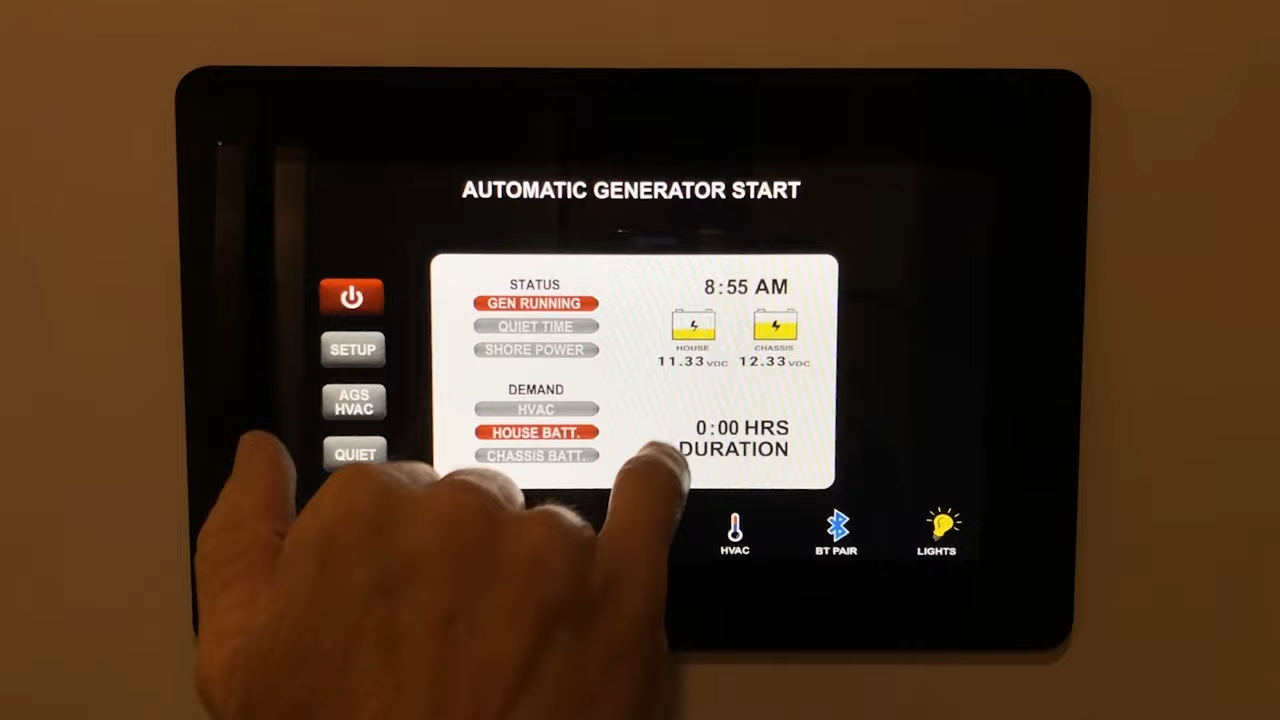 AUTOMATIC GENERATOR START
SETUP
AGS
HVAC
QUIET
STATUS
GEN RUNNING
QUIET TIME
SHORE POWER
DEMAND
HVAC
HOUSE BATT.
CHASSIS BATT.
8:55 AM
HOUSE
CHASSIS
11.33 VDC
12.33 VDC
0:00 HRS
DURATION
HVAC
BT PAIR
LIGHTS